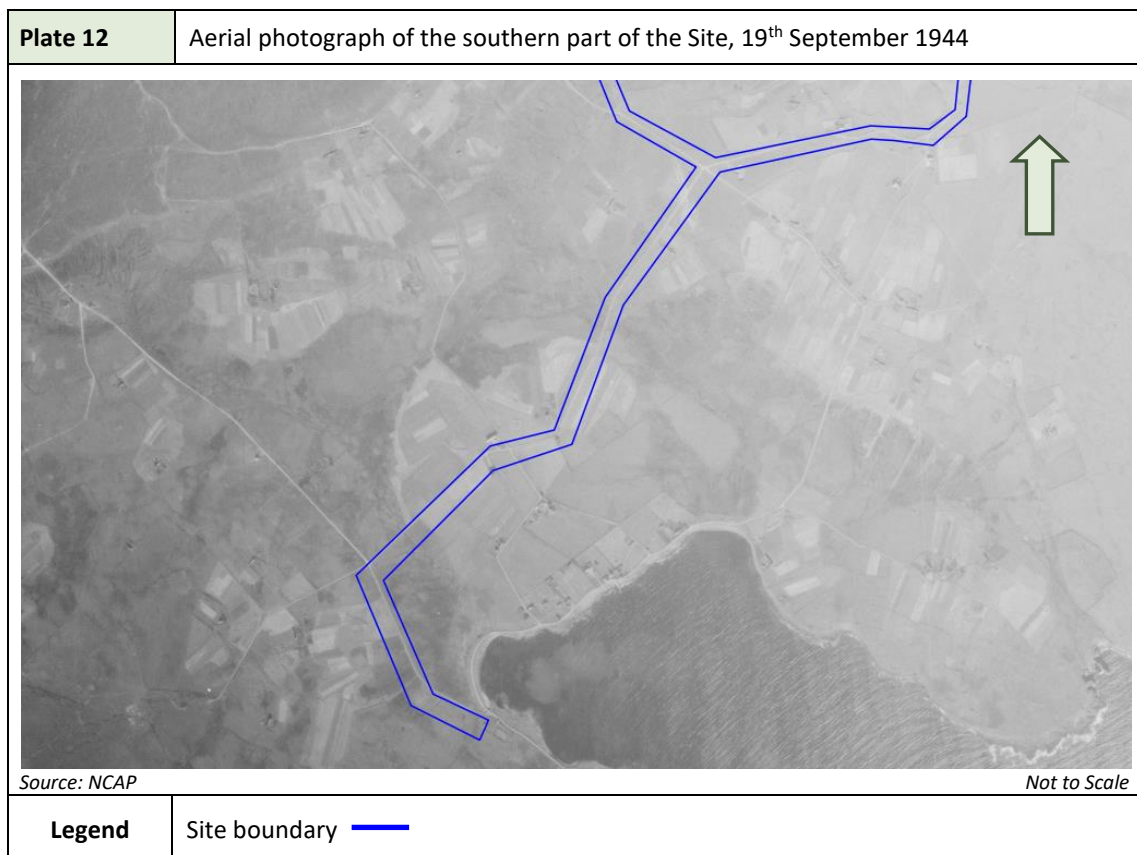 Plate 12
Aerial photograph of the southern part of the Site, 19th September 1944
Source: NCAP
Not to Scale
Legend
Site boundary